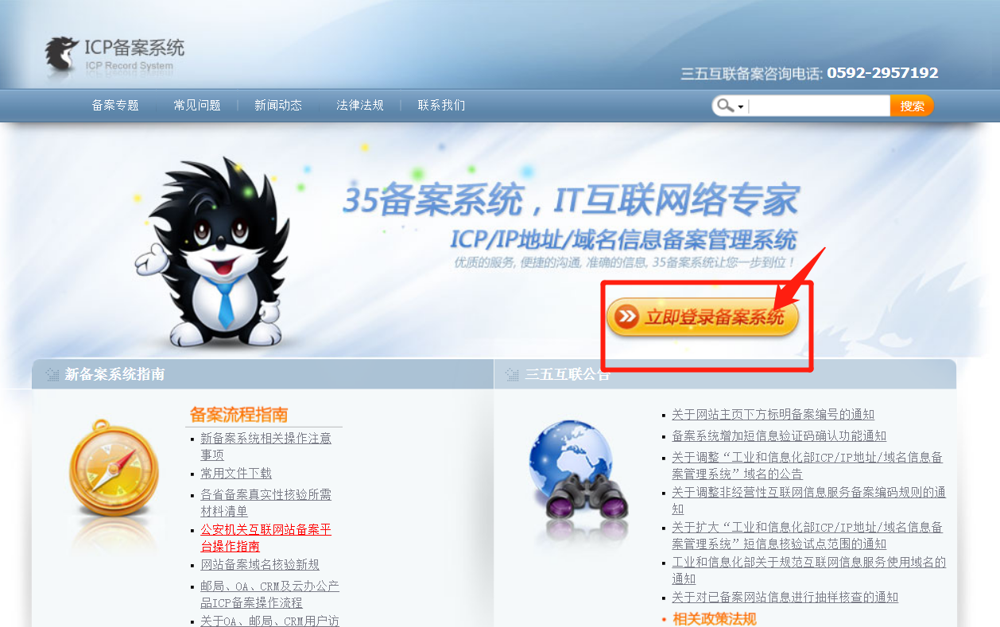 ICP备案系统
ICP Record System
三五互联备案咨询电话: 0592-2957192
备案专题
常见问题
新闻动态
法律法规
联系我们
搜索
35备案系统，IT互联网络专家
ICP/IP地址/域名信息备案管理系统
优质的服务, 便捷的沟通, 准确的信息, 35备案系统让您一步到位！
立即登录备案系统
新备案系统指南
备案流程指南
新备案系统相关操作注意
事项
常用文件下载
各省备案真实性核验所需
材料清单
公安机关互联网站备案平
台操作指南
网站备案域名核验新规
邮局、OA、CRM及云办公产
品ICP备案操作流程
关于OA、邮局、CRM用户访
三五互联公告
关于网站主页下方标明备案编号的通知
备案系统增加短信息验证码确认功能通知
关于调整“工业和信息化部ICP/IP地址/域名信息备
案管理系统”域名的公告
关于调整非经营性互联网信息服务备案编码规则的通
知
关于扩大“工业和信息化部ICP/IP地址/域名信息备
案管理系统”短信息核验试点范围的通知
工业和信息化部关于规范互联网信息服务使用域名的
通知
关于对已备案网站信息进行抽样核查的通知
相关政策法规